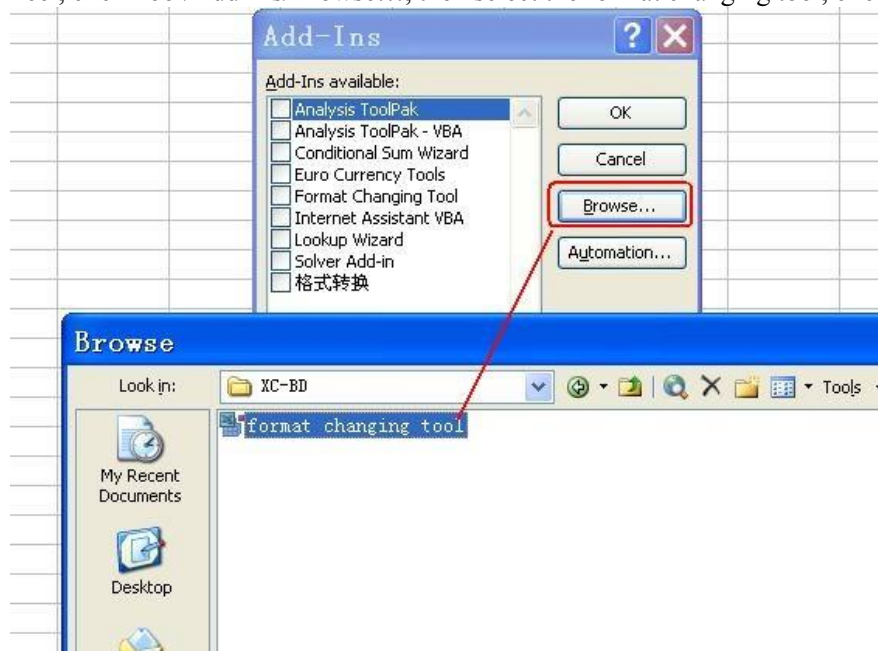 Add-Ins
Add-Ins available:
Analysis ToolPak
Analysis ToolPak - VBA
Conditional Sum Wizard
Euro Currency Tools
Format Changing Tool
Internet Assistant VBA
Lookup Wizard
Solver Add-in
格式转换
OK
Cancel
Browse...
Automation...
Browse
Look in:
XC-BD
Tools
format changing tool
My Recent
Documents
Desktop